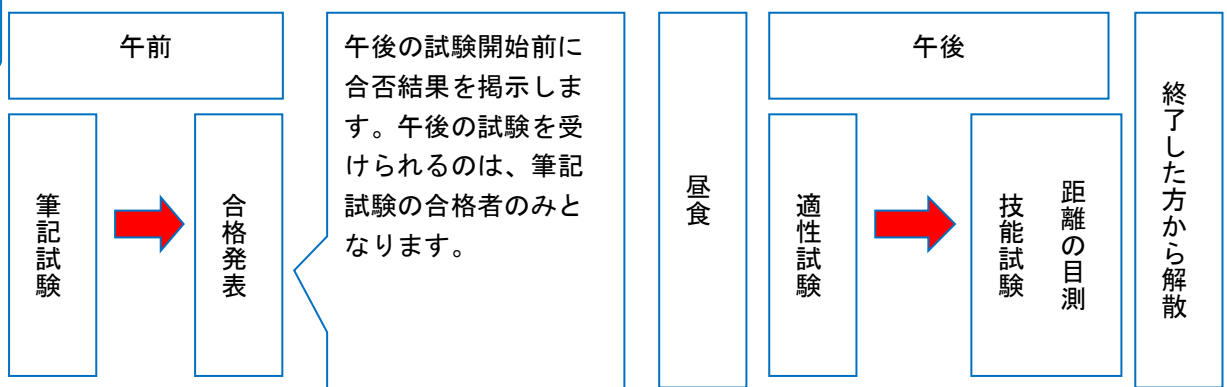 午前
筆記試験
合格発表
午後の試験開始前に
合否結果を掲示しま
す。午後の試験を受
けられるのは、筆記
試験の合格者のみと
なります。
昼食
午後
適性試験
距離の目測
技能試験
終了した方から解散